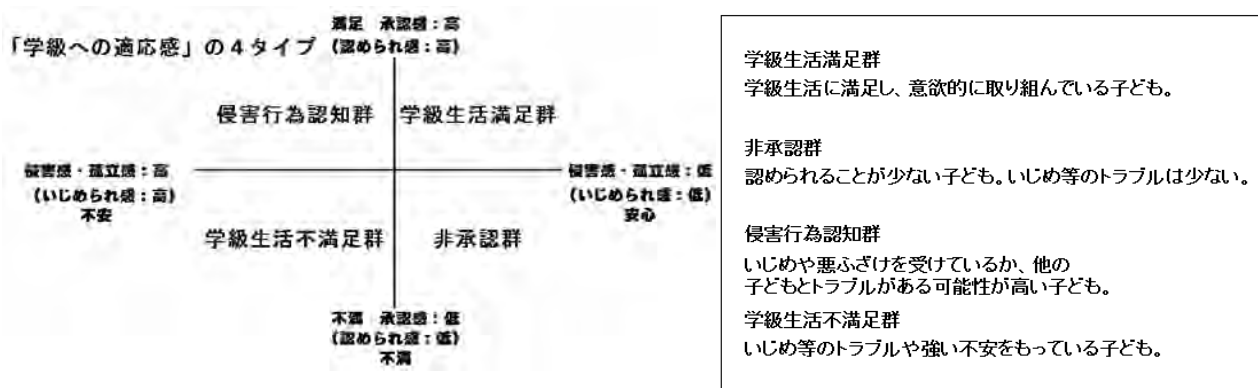 「学級への適応感」の4タイプ
満足 承認感：高
(認められ感：高)
侵害行為認知群
学級生活満足群
侵害感・孤立感：高
(いじめられ感：高)
不安
侵害感・孤立感：低
(いじめられ感：低)
安心
学級生活不満足群
非承認群
不満 承認感：低
(認められ感：低)
不満
学級生活満足群
学級生活に満足し、意欲的に取り組んでいる子ども。
非承認群
認められることが少ない子ども。いじめ等のトラブルは少ない。
侵害行為認知群
いじめや悪ふざけを受けているか、他の
子どもとトラブルがある可能性が高い子ども。
学級生活不満足群
いじめ等のトラブルや強い不安をもっている子ども。